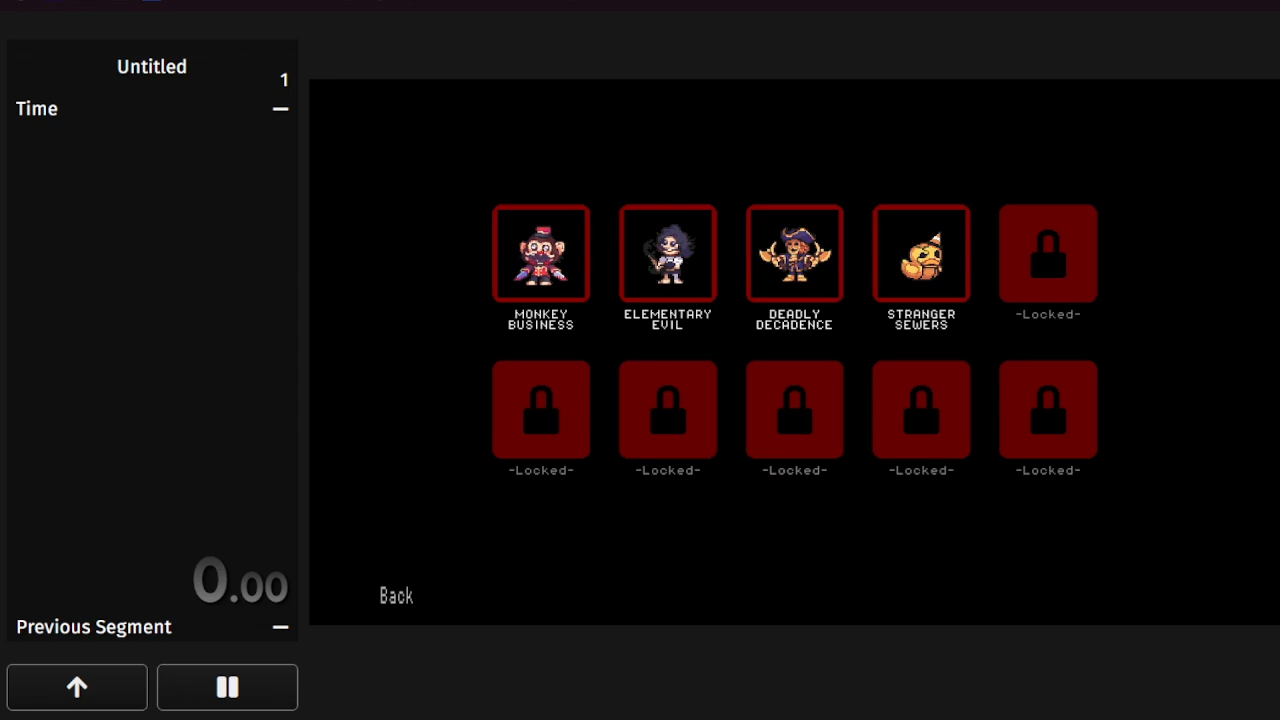 Untitled
1
Time —
MONKEY
BUSINESS
ELEMENTARY
EVIL
DEADLY
DECADENCE
STRANGER
SEWERS
-Locked-
-Locked-
-Locked-
-Locked-
-Locked-
-Locked-
0.00
Back
Previous Segment —